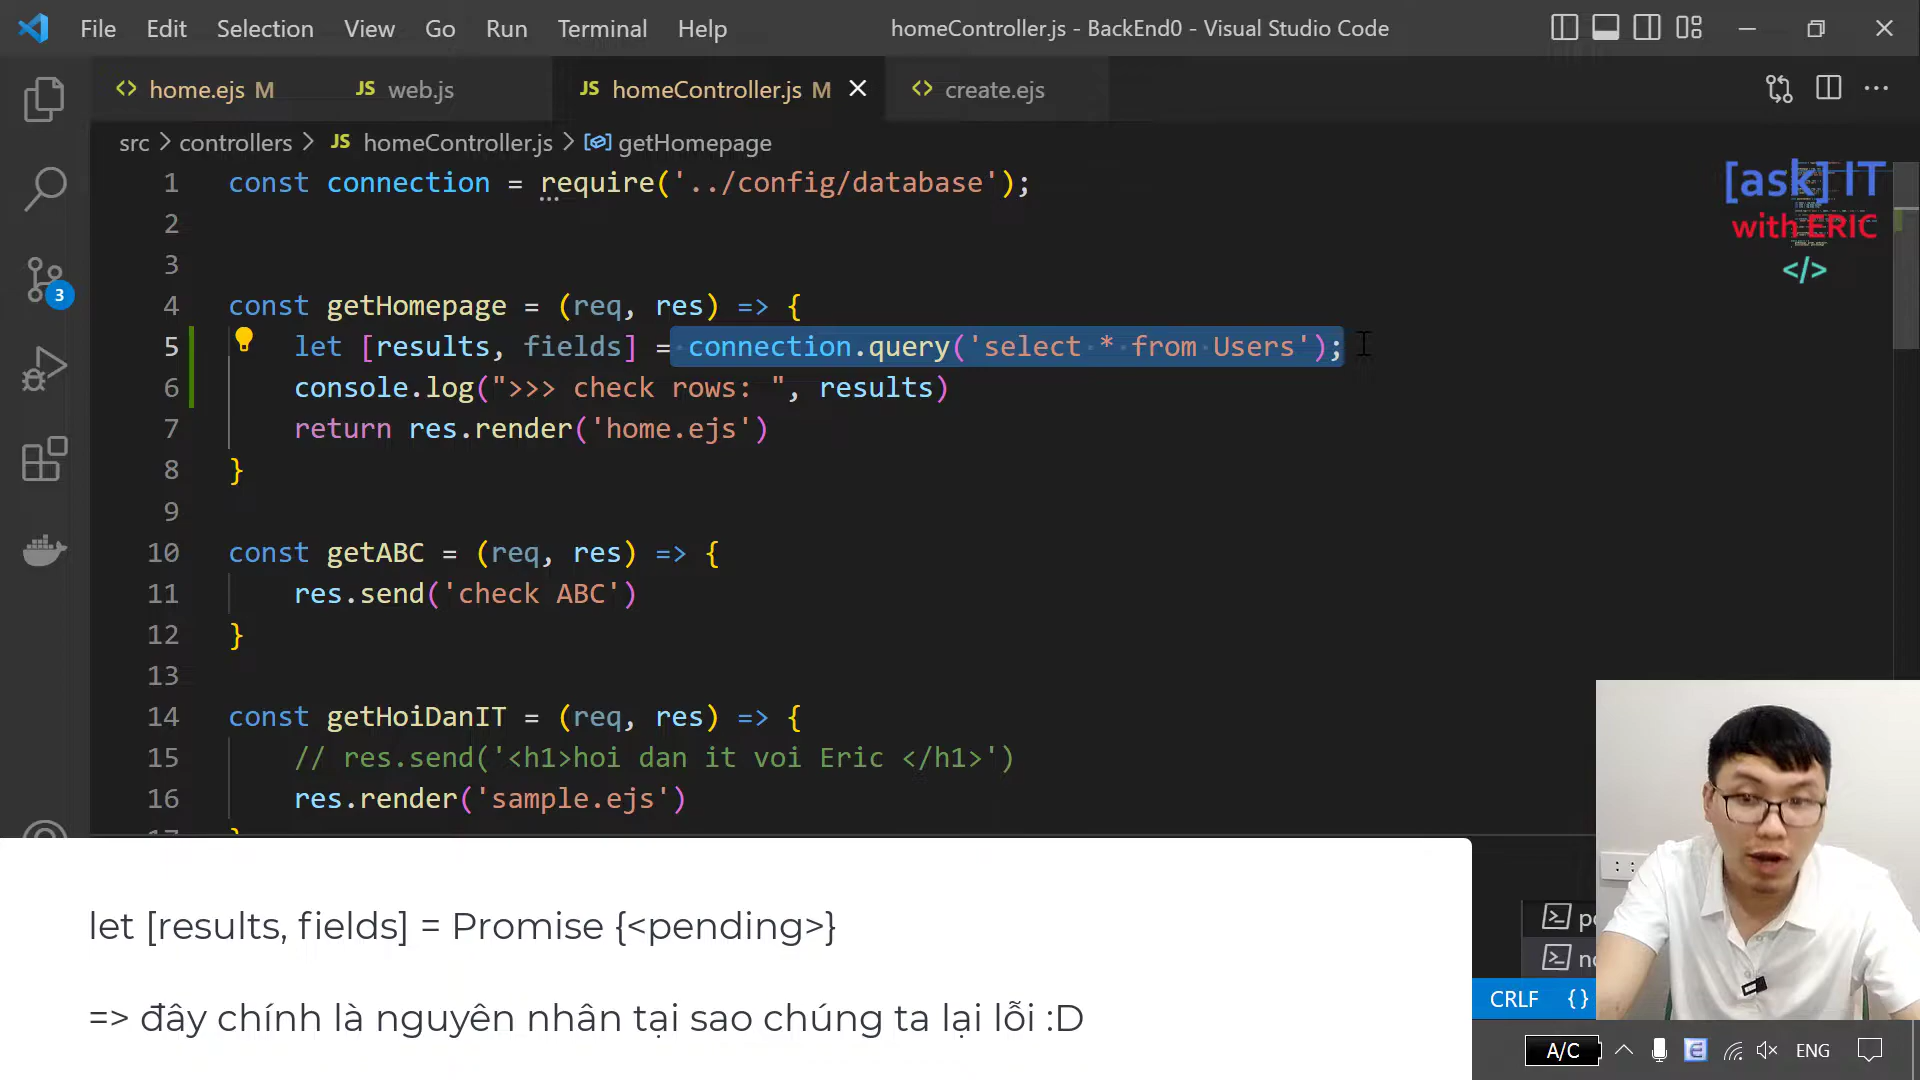 File Edit Selection View Go Run Terminal Help
homeController.js - BackEnd0 - Visual Studio Code
<> home.ejs M
JS web.js
JS homeController.js M
<> create.ejs
src > controllers > JS homeController.js > getHomepage
1 const connection = require('../config/database');
2
3
4 const getHomepage = (req, res) => {
5 let [results, fields] = connection.query('select * from Users');
6 console.log(">>> check rows: ", results)
7 return res.render('home.ejs')
8 }
9
10 const getABC = (req, res) => {
11 res.send('check ABC')
12 }
13
14 const getHoiDanIT = (req, res) => {
15 // res.send('<h1>hoi dan it voi Eric </h1>')
16 res.render('sample.ejs')
[ask] IT
with ERIC
</>
3
let [results, fields] = Promise {<pending>}
=> đây chính là nguyên nhân tại sao chúng ta lại lỗi :D
CRLF {}
A/C
ENG